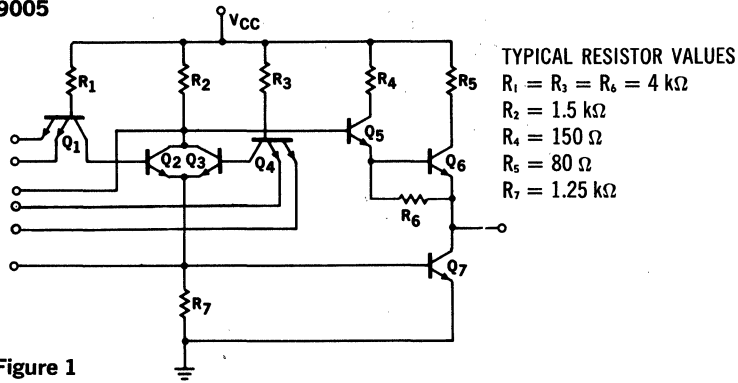 9005
VCC
R1
R2
R3
R4
R5
Q1
Q2 Q3
Q4
Q5
Q6
R6
R7
Q7
TYPICAL RESISTOR VALUES
R₁ = R₃ = R₆ = 4 kΩ
R₂ = 1.5 kΩ
R₄ = 150 Ω
R₅ = 80 Ω
R₇ = 1.25 kΩ
Figure 1